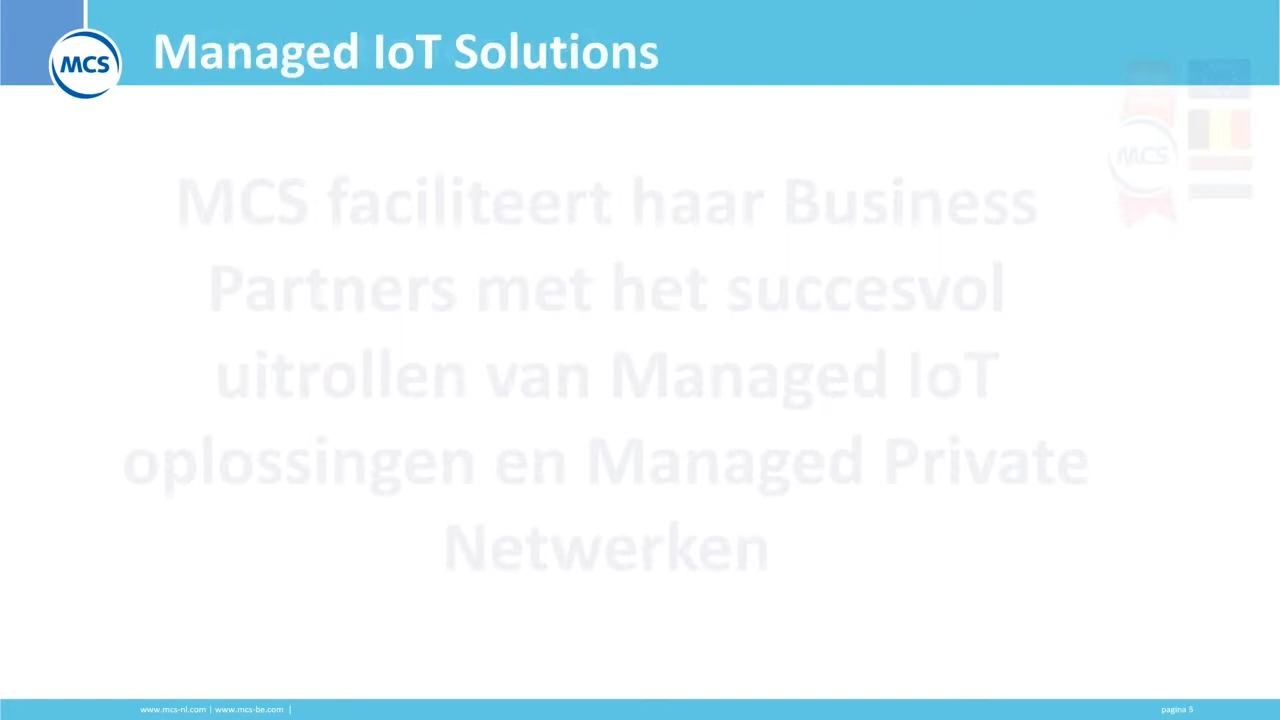 MCS
Managed IoT Solutions
MCS
MCS faciliteert haar Business
Partners met het succesvol
uitrollen van Managed IoT
oplossingen en Managed Private
Netwerken
www.mcs-nl.com | www.mcs-be.com |
pagina 5